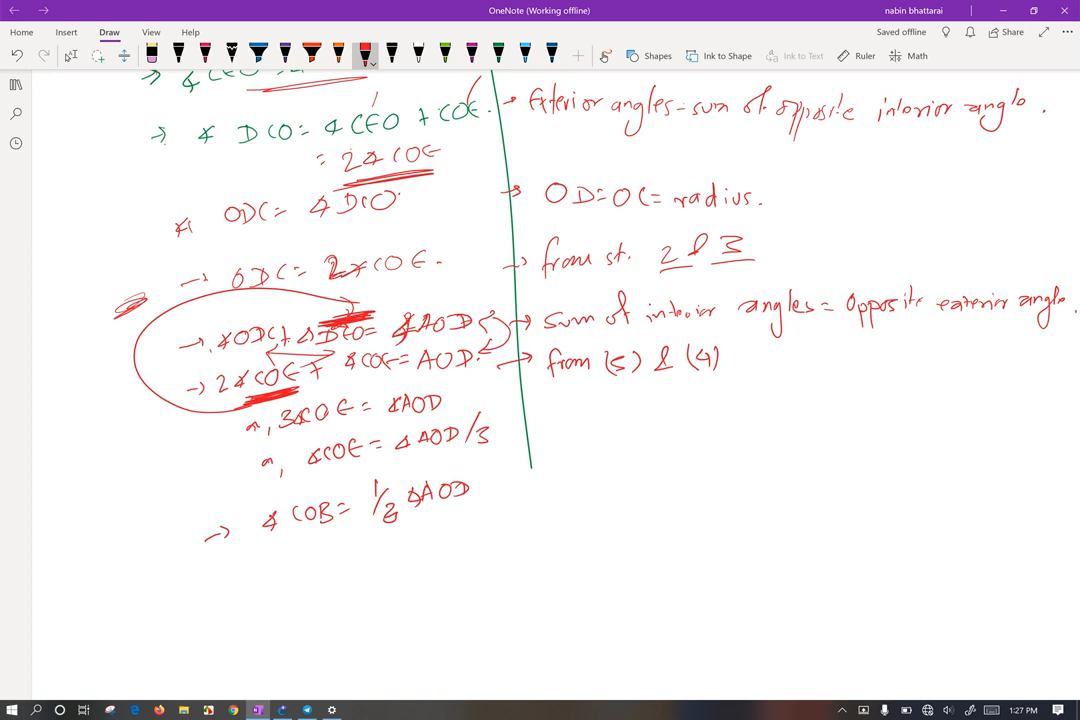 OneNote (Working offline)
nabin bhattarai
Home Insert Draw View Help
Saved offline Share
Shapes Ink to Shape Ink to Text Ruler Math
→ ∡ DCO = ∡ CEO + COE. → Exterior angles = sum of opposite interior angle.
= 2∡ COE
∡ ODC = ∡ DCO → OD = OC = radius.
→ ODC = 2∡COE. → from st. 2 & 3
→ ∡ODC + ∡DEO = ∡AOD → sum of interior angles = opposite exterior angle.
→ 2∡COE + ∡COE = AOD. → from (5) & (4)
3∡COE = ∡AOD
∡COE = ∡AOD/3
→ ∡ COB = 1/3 ∡AOD
1:27 PM